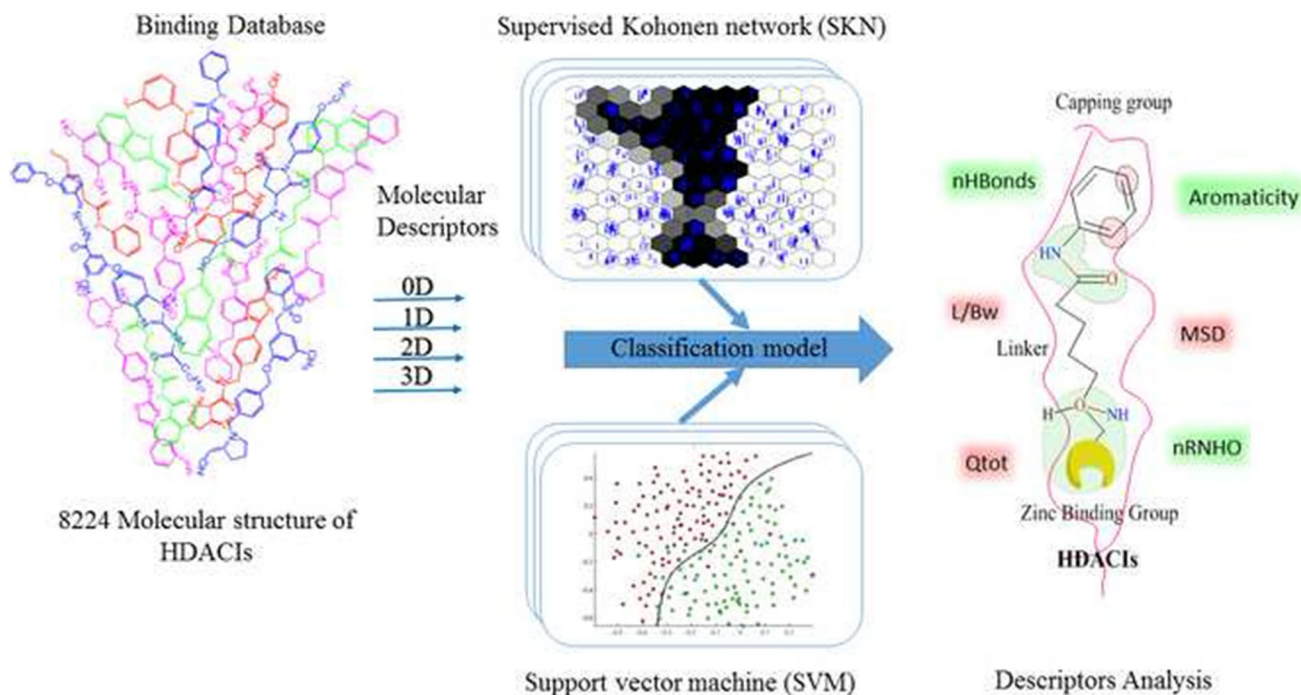 Binding Database
8224 Molecular structure of
HDACIs
Molecular
Descriptors
0D
1D
2D
3D
Supervised Kohonen network (SKN)
Classification model
Support vector machine (SVM)
Capping group
nHBonds
Aromaticity
HN
O
L/Bw
Linker
MSD
H
O
NH
Qtot
nRNHO
Zinc Binding Group
HDACIs
Descriptors Analysis